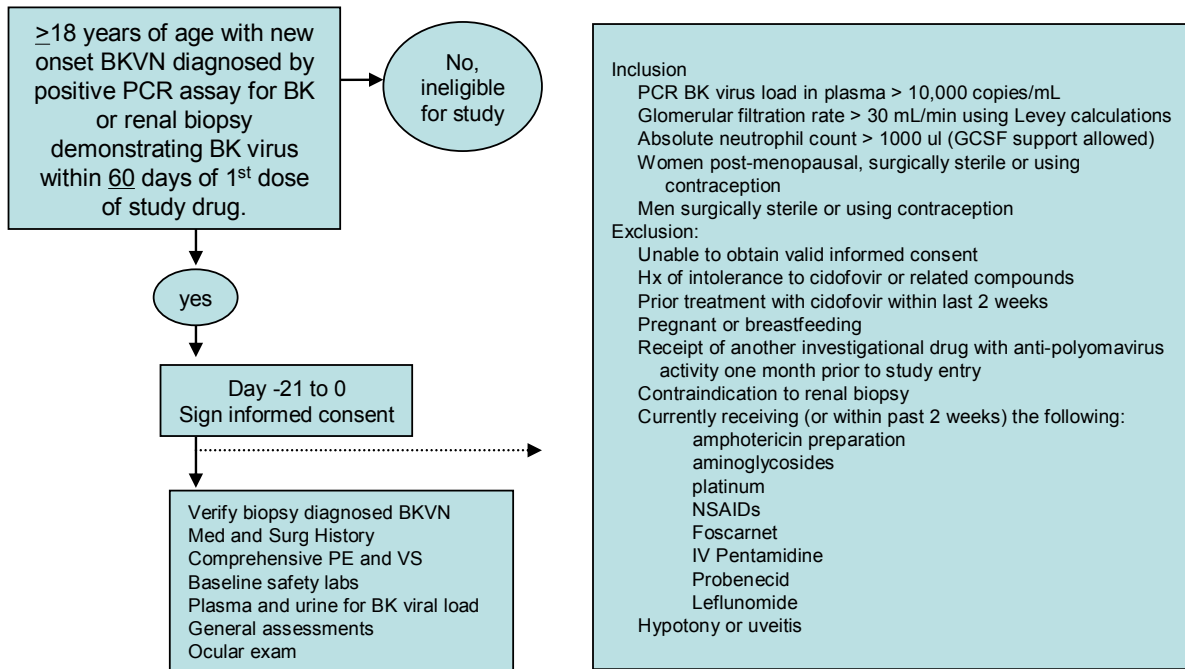 >18 years of age with new
onset BKVN diagnosed by
positive PCR assay for BK
or renal biopsy
demonstrating BK virus
within 60 days of 1st dose
of study drug.
No,
ineligible
for study
yes
Day -21 to 0
Sign informed consent
Verify biopsy diagnosed BKVN
Med and Surg History
Comprehensive PE and VS
Baseline safety labs
Plasma and urine for BK viral load
General assessments
Ocular exam
Inclusion
PCR BK virus load in plasma > 10,000 copies/mL
Glomerular filtration rate > 30 mL/min using Levey calculations
Absolute neutrophil count > 1000 ul (GCSF support allowed)
Women post-menopausal, surgically sterile or using
contraception
Men surgically sterile or using contraception
Exclusion:
Unable to obtain valid informed consent
Hx of intolerance to cidofovir or related compounds
Prior treatment with cidofovir within last 2 weeks
Pregnant or breastfeeding
Receipt of another investigational drug with anti-polyomavirus
activity one month prior to study entry
Contraindication to renal biopsy
Currently receiving (or within past 2 weeks) the following:
amphotericin preparation
aminoglycosides
platinum
NSAIDs
Foscarnet
IV Pentamidine
Probenecid
Leflunomide
Hypotony or uveitis